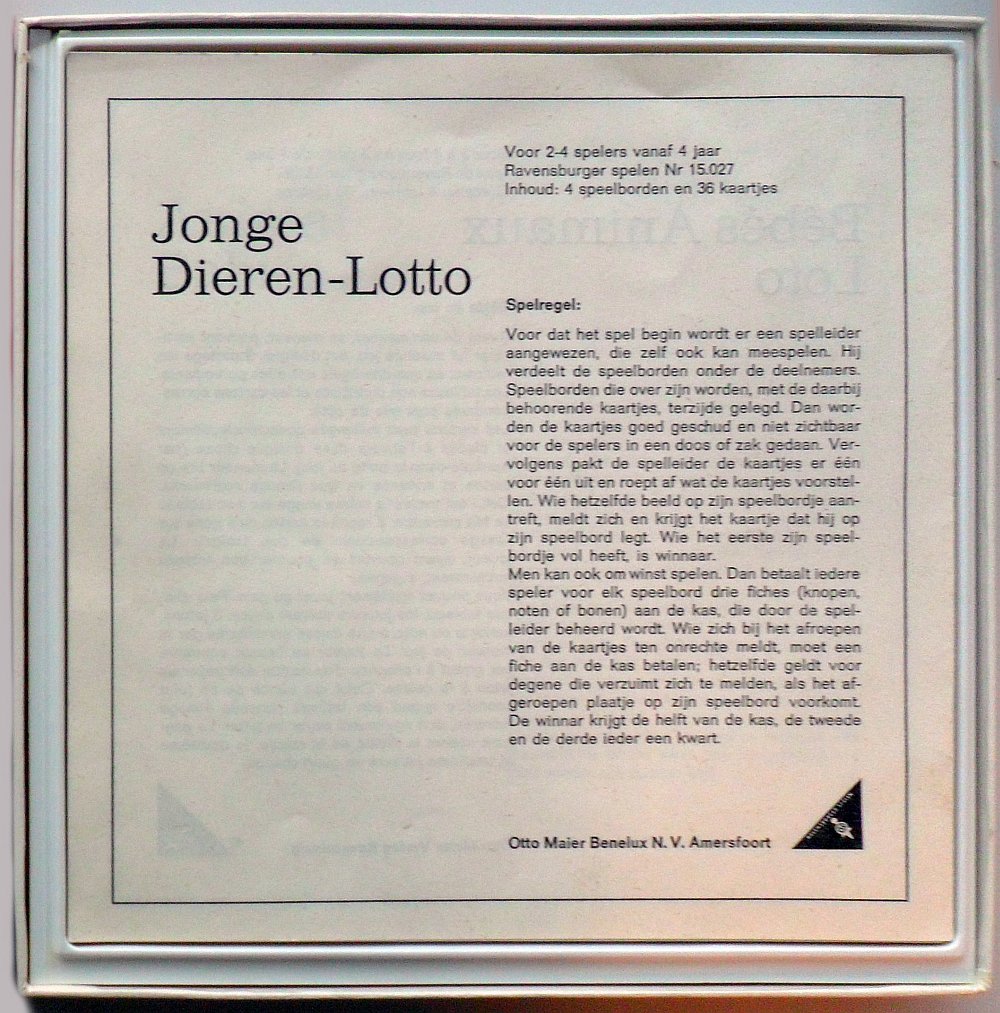 Voor 2-4 spelers vanaf 4 jaar
Ravensburger spelen Nr 15.027
Inhoud: 4 speelborden en 36 kaartjes
Jonge
Dieren-Lotto
Spelregel:
Voor dat het spel begin wordt er een spelleider
aangewezen, die zelf ook kan meespelen. Hij
verdeelt de speelborden onder de deelnemers.
Speelborden die over zijn worden, met de daarbij
behoorende kaartjes, terzijde gelegd. Dan wor-
den de kaartjes goed geschud en niet zichtbaar
voor de spelers in een doos of zak gedaan. Ver-
volgens pakt de spelleider de kaartjes er één
voor één uit en roept af wat de kaartjes voorstel-
len. Wie hetzelfde beeld op zijn speelbordje aan-
treft, meldt zich en krijgt het kaartje dat hij op
zijn speelbord legt. Wie het eerste zijn speel-
bordje vol heeft, is winnaar.
Men kan ook om winst spelen. Dan betaalt iedere
speler voor elk speelbord drie fiches (knopen,
noten of bonen) aan de kas, die door de spel-
leider beheerd wordt. Wie zich bij het afroepen
van de kaartjes ten onrechte meldt, moet een
fiche aan de kas betalen; hetzelfde geldt voor
degene die verzuimt zich te melden, als het af-
geroepen plaatje op zijn speelbord voorkomt.
De winnar krijgt de helft van de kas, de tweede
en de derde ieder een kwart.
Otto Maier Benelux N. V. Amersfoort
Bébés Animaux
Loto